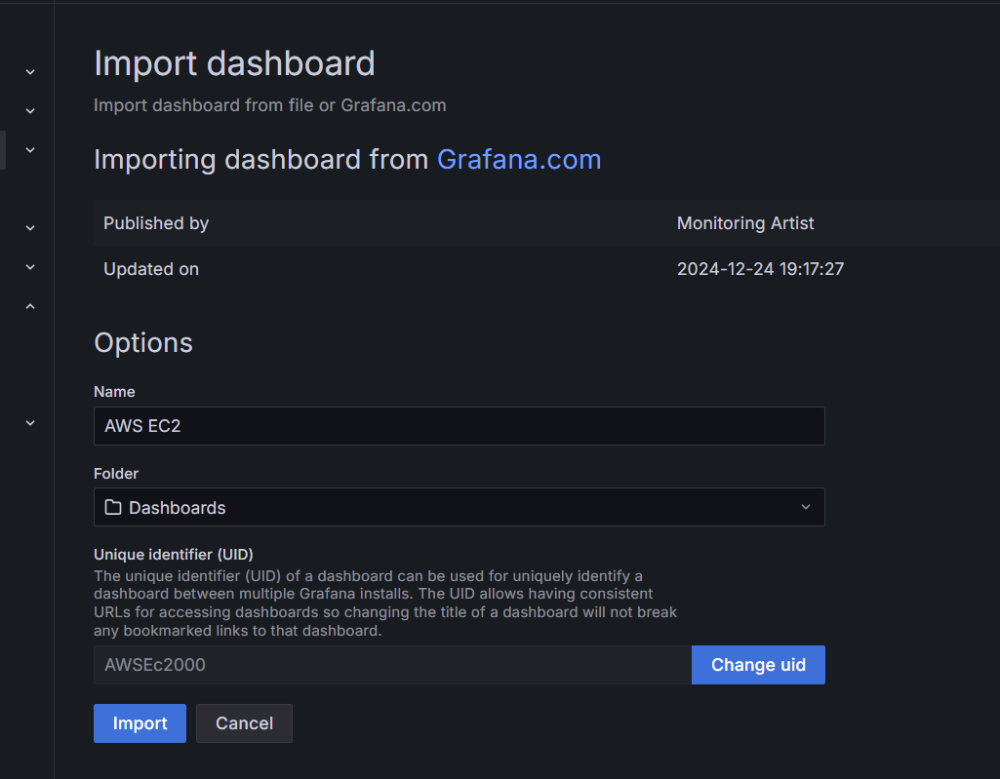 Import dashboard
Import dashboard from file or Grafana.com
Importing dashboard from Grafana.com
Published by Monitoring Artist
Updated on 2024-12-24 19:17:27
Options
Name
AWS EC2
Folder
Dashboards
Unique identifier (UID)
The unique identifier (UID) of a dashboard can be used for uniquely identify a
dashboard between multiple Grafana installs. The UID allows having consistent
URLs for accessing dashboards so changing the title of a dashboard will not break
any bookmarked links to that dashboard.
AWSEc2000 Change uid
Import Cancel